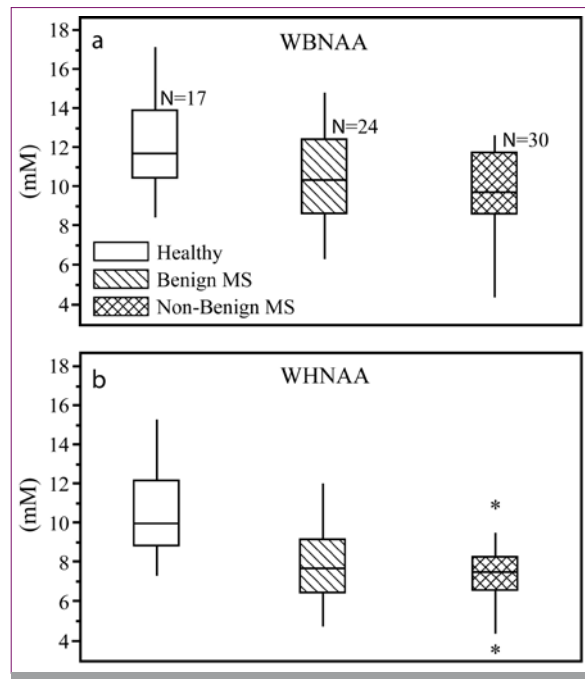 a
WBNAA
18
16
14
12
10
8
6
4
(mM)
N=17
N=24
N=30
Healthy
Benign MS
Non-Benign MS
b
WHNAA
18
16
14
12
10
8
6
4
(mM)
*
*